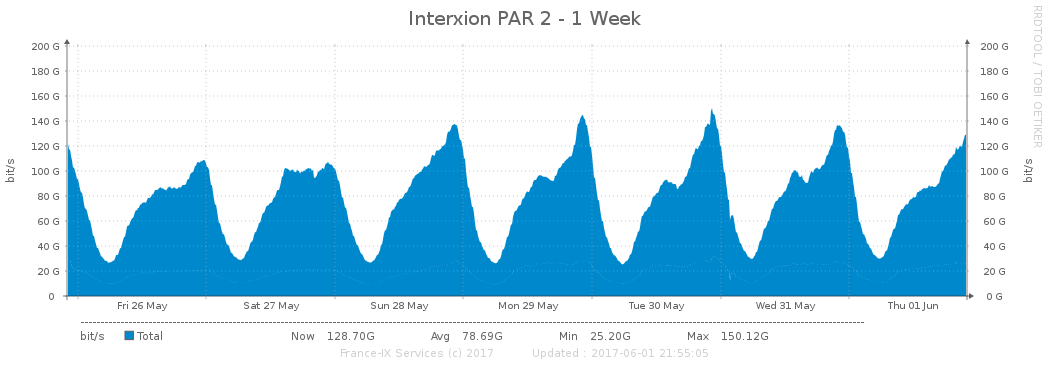 Interxion PAR 2 - 1 Week
RRDTOOL / TOBI OETIKER
bit/s
bit/s
200 G 200 G
180 G 180 G
160 G 160 G
140 G 140 G
120 G 120 G
100 G 100 G
80 G 80 G
60 G 60 G
40 G 40 G
20 G 20 G
0 0 G
Fri 26 May Sat 27 May Sun 28 May Mon 29 May Tue 30 May Wed 31 May Thu 01 Jun
bit/s Total Now 128.70G Avg 78.69G Min 25.20G Max 150.12G
France-IX Services (c) 2017 Updated : 2017-06-01 21:55:05